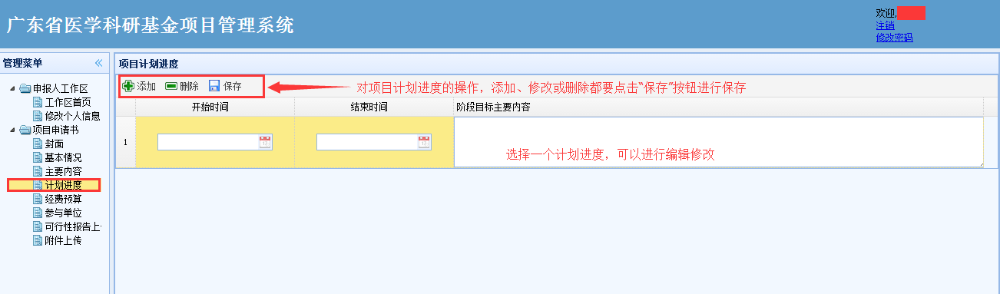 广东省医学科研基金项目管理系统
欢迎,
注销
修改密码
管理菜单
申报人工作区
工作区首页
修改个人信息
项目申请书
封面
基本情况
主要内容
计划进度
经费预算
参与单位
可行性报告上
附件上传
项目计划进度
添加 删除 保存 对项目计划进度的操作，添加、修改或删除都要点击“保存”按钮进行保存
开始时间 结束时间 阶段目标主要内容
1
选择一个计划进度，可以进行编辑修改